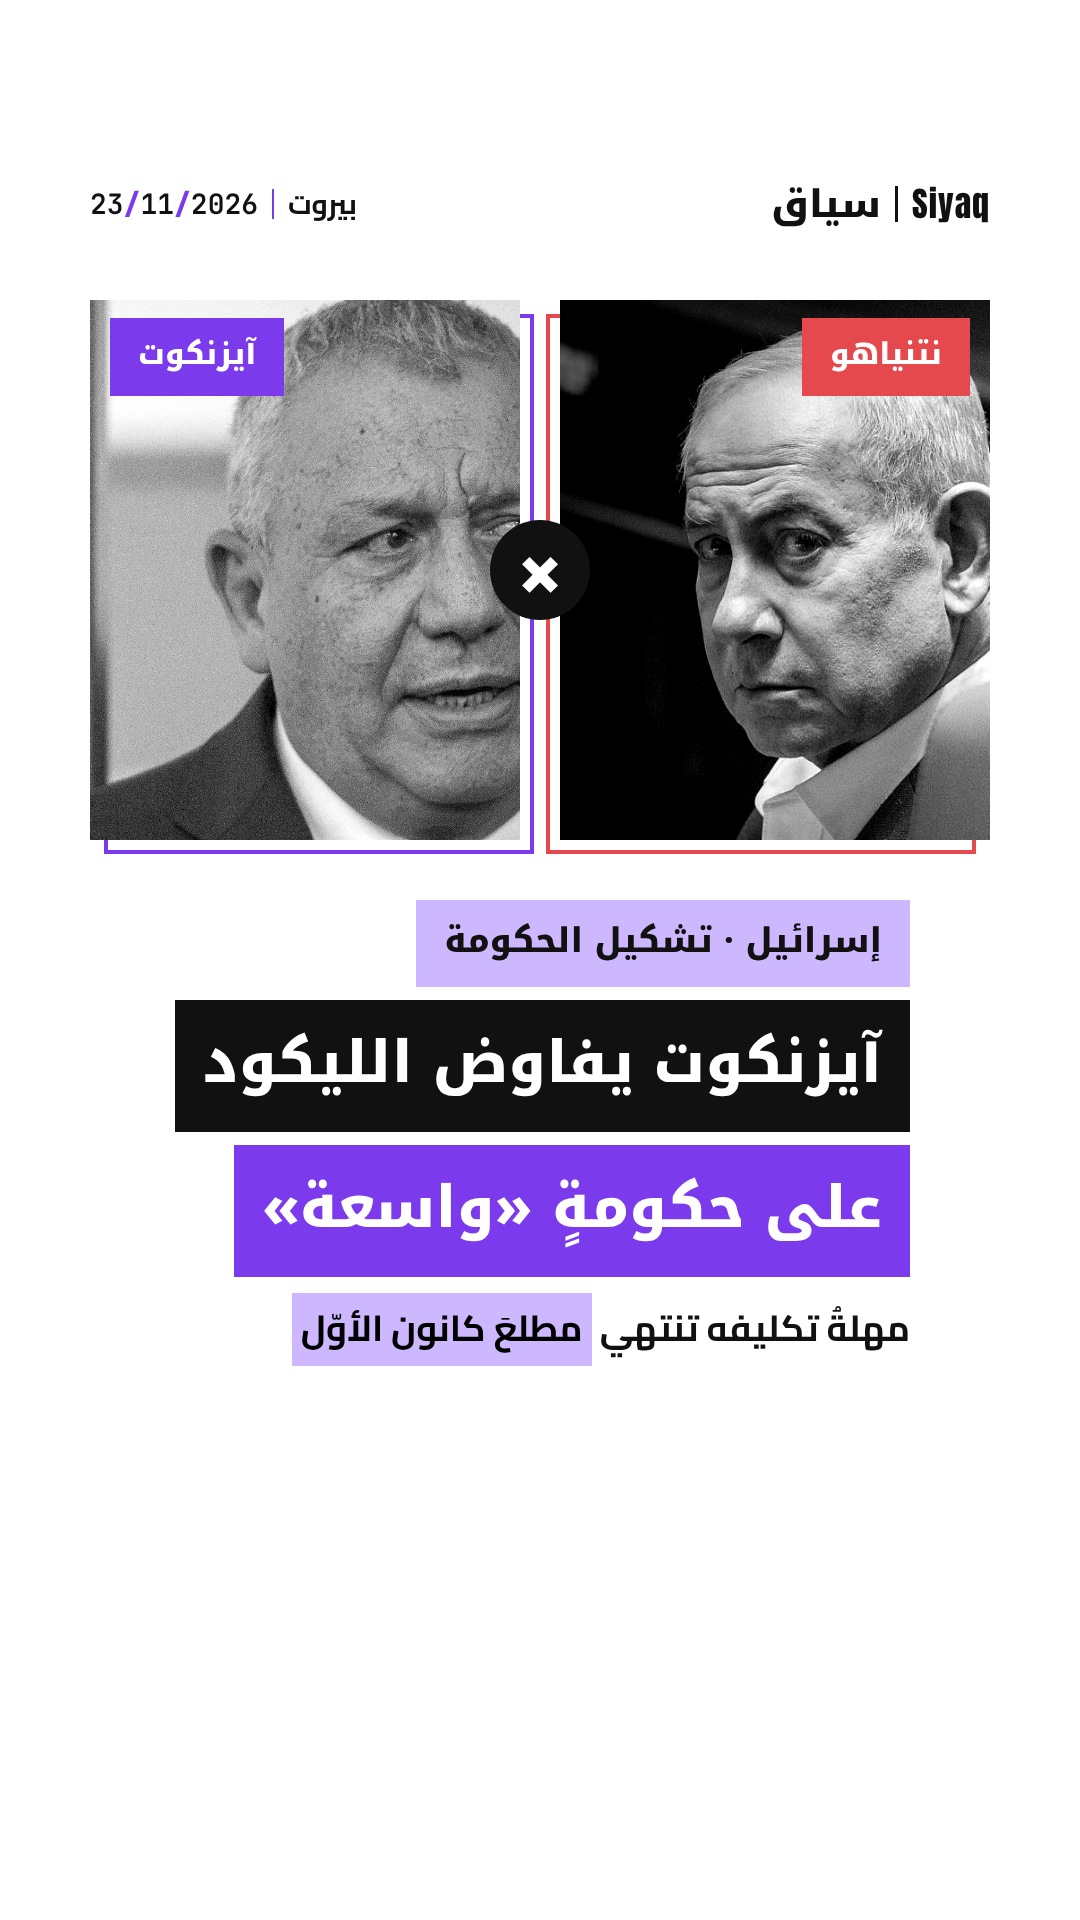 Siyaq | سياق
بيروت | 23/11/2026
نتنياهو
آيزنكوت
×
إسرائيل · تشكيل الحكومة
آيزنكوت يفاوض الليكود
على حكومةٍ «واسعة»
مهلةُ تكليفه تنتهي مطلعَ كانون الأوّل